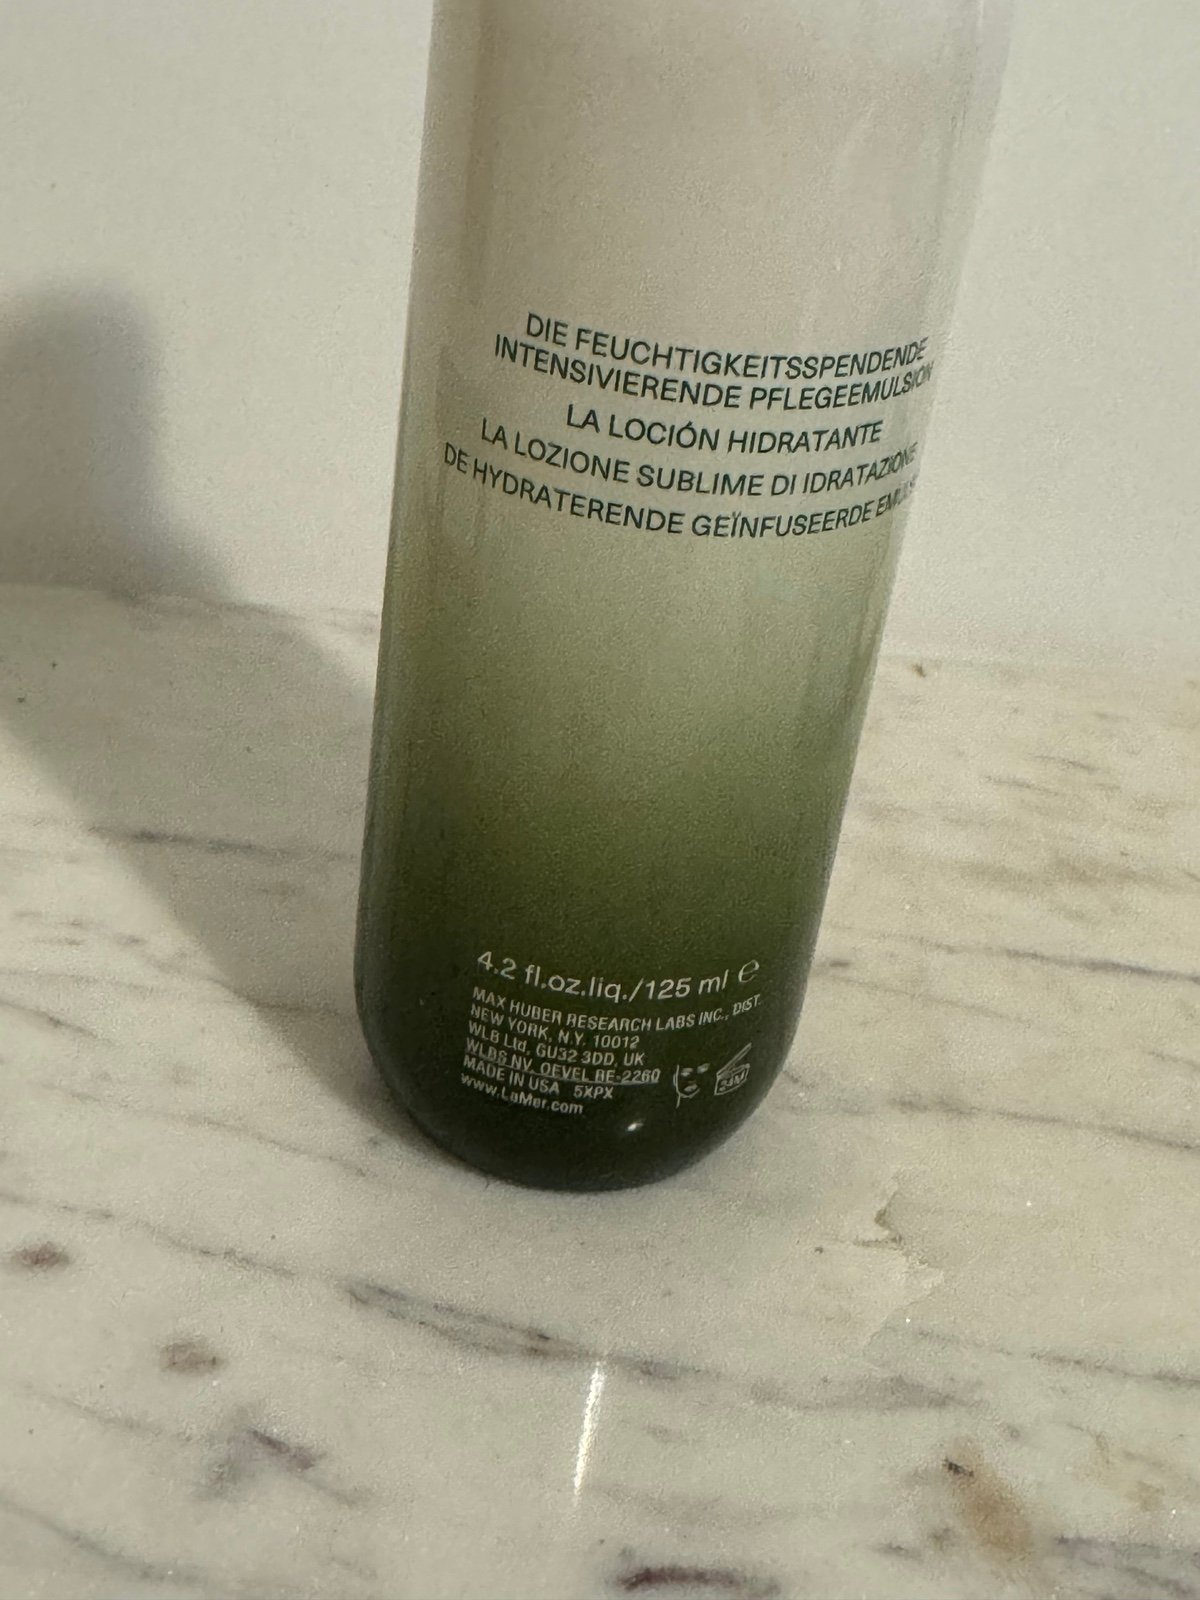 DIE FEUCHTIGKEITSSPENDENDE
INTENSIVIERENDE PFLEGEEMULSION
LA LOCIÓN HIDRATANTE
LA LOZIONE SUBLIME DI IDRATAZIONE
DE HYDRATERENDE GEÏNFUSEERDE
4.2 fl.oz.liq./125 ml ℮
MAX HUBER RESEARCH LABS INC., DIST.
NEW YORK, N.Y. 10012
WLB Ltd, GU32 3DD, UK
WLBS NV, OEVEL BE-2260
MADE IN USA 5XPX
www.LaMer.com
24M